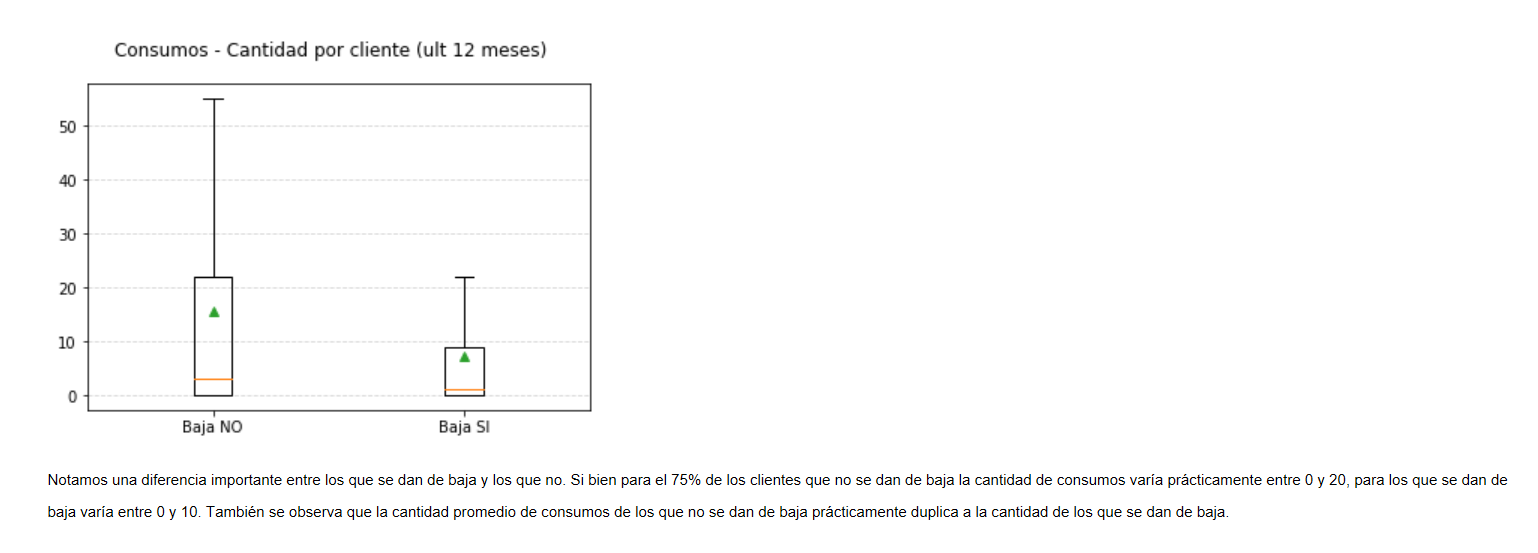 Consumos - Cantidad por cliente (ult 12 meses)
50
40
30
20
10
0
Baja NO
Baja SI
Notamos una diferencia importante entre los que se dan de baja y los que no. Si bien para el 75% de los clientes que no se dan de baja la cantidad de consumos varía prácticamente entre 0 y 20, para los que se dan de
baja varía entre 0 y 10. También se observa que la cantidad promedio de consumos de los que no se dan de baja prácticamente duplica a la cantidad de los que se dan de baja.